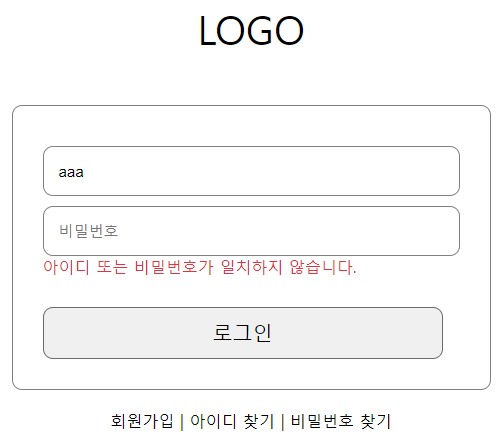 LOGO
aaa
비밀번호
아이디 또는 비밀번호가 일치하지 않습니다.
로그인
회원가입 | 아이디 찾기 | 비밀번호 찾기